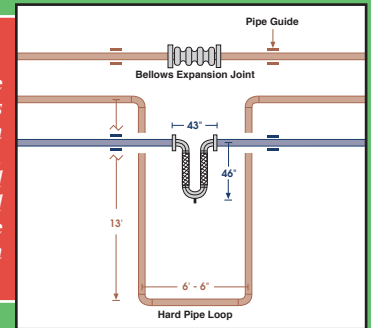 Pipe Guide
Bellows Expansion Joint
43"
46"
13'
6' - 6"
Hard Pipe Loop